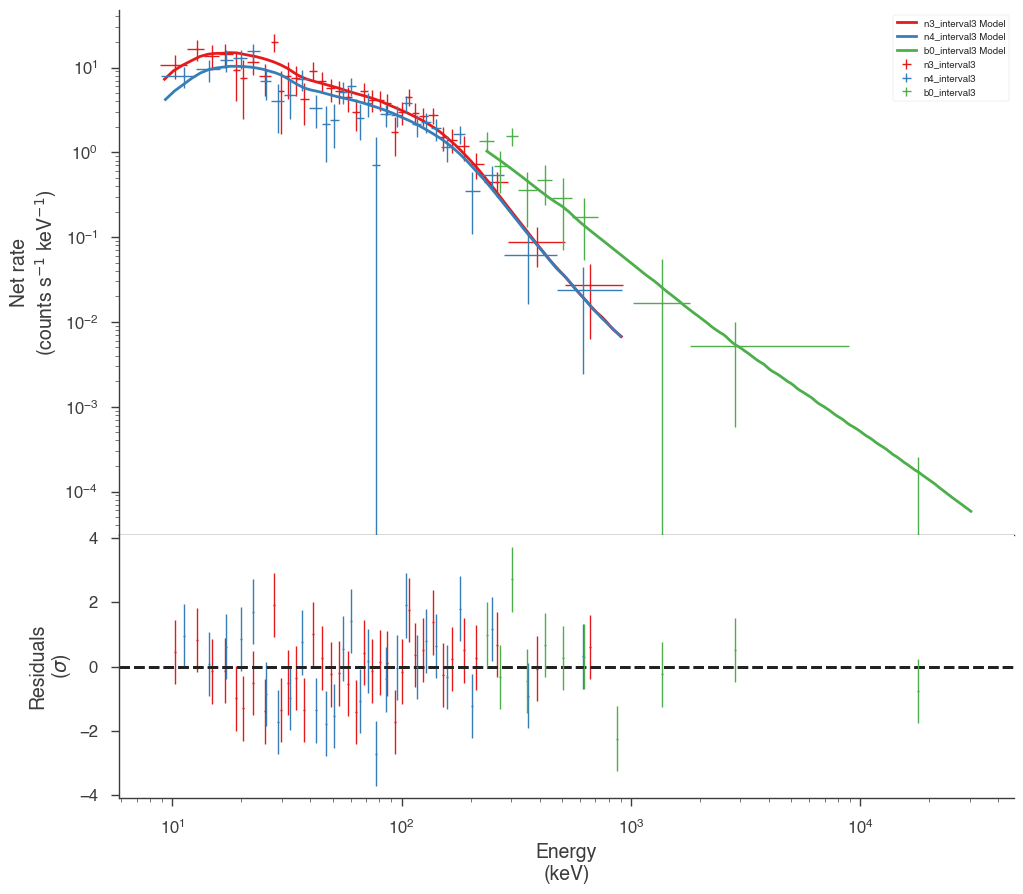 n3_interval3 Model
n4_interval3 Model
b0_interval3 Model
n3_interval3
n4_interval3
b0_interval3
Net rate
(counts s⁻¹ keV⁻¹)
10¹
10⁰
10⁻¹
10⁻²
10⁻³
10⁻⁴
Residuals
(σ)
4
2
0
−2
−4
10¹ 10² 10³ 10⁴
Energy
(keV)